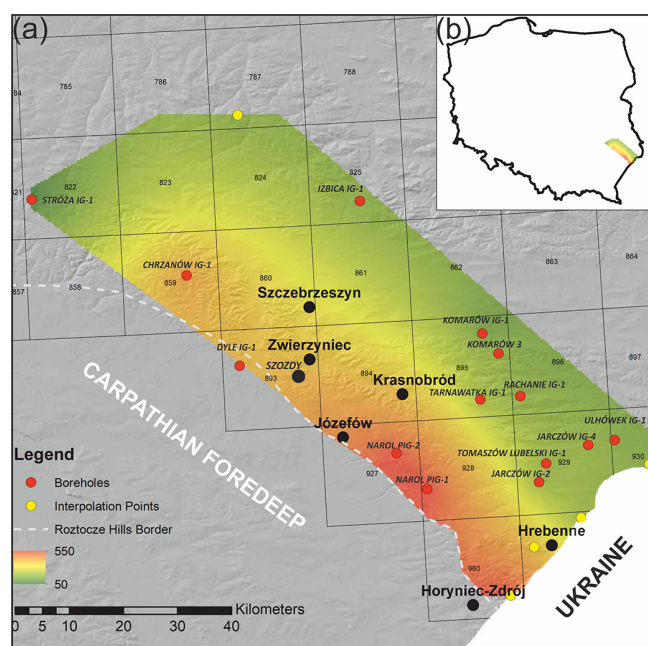 (a)
(b)
785
786
787
788
84
821
822
823
824
825
STRÓŻA IG-1
IZBICA IG-1
CHRZANÓW IG-1
857
858
859
860
861
862
863
864
Szczebrzeszyn
KOMARÓW IG-1
DYLE IG-1
Zwierzyniec
KOMARÓW 3
SZOZDY
893
894
895
896
897
Krasnobród
RACHANIE IG-1
TARNAWATKA IG-1
CARPATHIAN FOREDEEP
Józefów
ULHÓWEK IG-1
JARCZÓW IG-4
NAROL PIG-2
TOMASZÓW LUBELSKI IG-1
927
928
929
930
JARCZÓW IG-2
NAROL PIG-1
Legend
Boreholes
Interpolation Points
Roztocze Hills Border
550
50
Hrebenne
960
Horyniec-Zdrój
UKRAINE
Kilometers
0 5 10 20 30 40